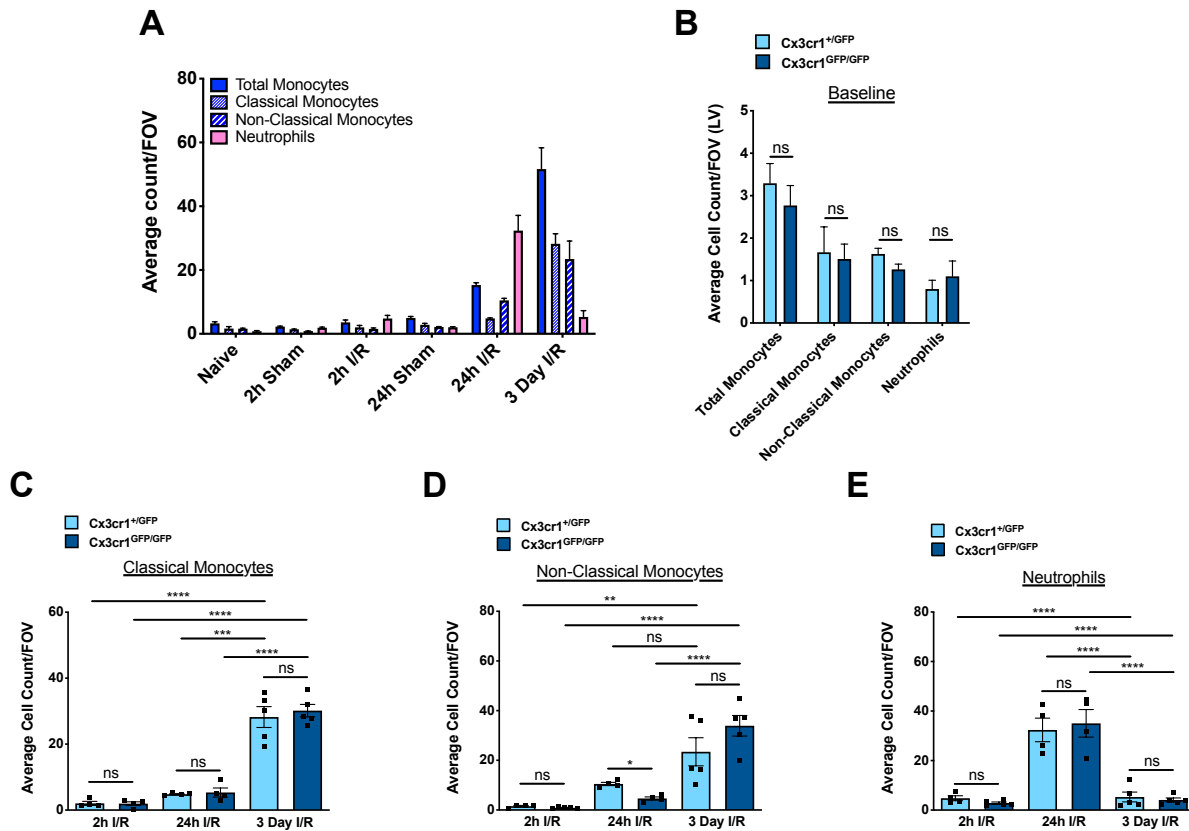 A
Average count/FOV
80
60
40
20
0
Total Monocytes
Classical Monocytes
Non-Classical Monocytes
Neutrophils
Naive
2h Sham
2h I/R
24h Sham
24h I/R
3 Day I/R
B
Cx3cr1+/GFP
Cx3cr1GFP/GFP
Baseline
Average Cell Count/FOV (LV)
5
4
3
2
1
0
ns
ns
ns
ns
Total Monocytes
Classical Monocytes
Non-Classical Monocytes
Neutrophils
C
Cx3cr1+/GFP
Cx3cr1GFP/GFP
Classical Monocytes
Average Cell Count/FOV
60
40
20
0
****
****
***
****
ns
ns
ns
2h I/R
24h I/R
3 Day I/R
D
Cx3cr1+/GFP
Cx3cr1GFP/GFP
Non-Classical Monocytes
Average Cell Count/FOV
80
60
40
20
0
**
****
ns
****
ns
*
ns
2h I/R
24h I/R
3 Day I/R
E
Cx3cr1+/GFP
Cx3cr1GFP/GFP
Neutrophils
Average Cell Count/FOV
80
60
40
20
0
****
****
****
****
ns
ns
ns
2h I/R
24h I/R
3 Day I/R